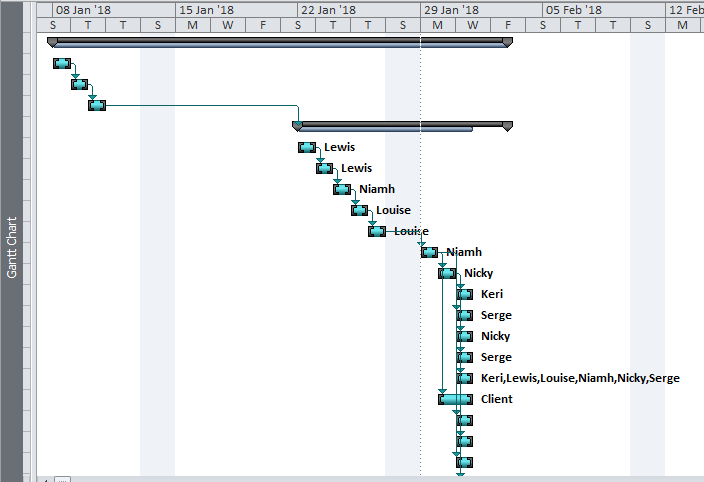 08 Jan '18 15 Jan '18 22 Jan '18 29 Jan '18 05 Feb '18 12 Feb
S T T S M W F S T T S M W F S T T S M
Gantt Chart
Lewis
Lewis
Niamh
Louise
Louise
Niamh
Nicky
Keri
Serge
Nicky
Serge
Keri,Lewis,Louise,Niamh,Nicky,Serge
Client